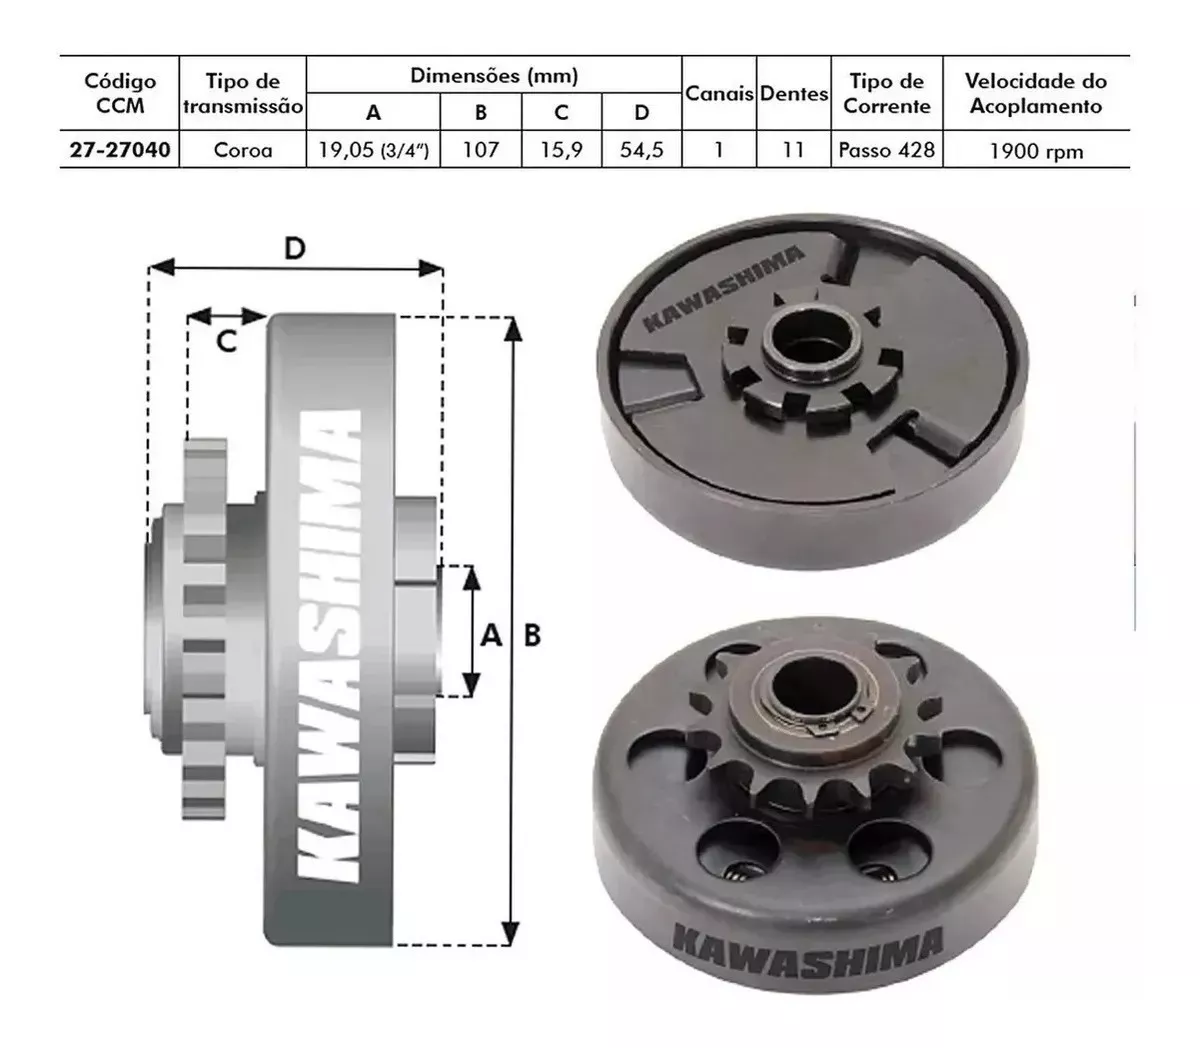 Código CCM
Tipo de transmissão
Dimensões (mm)
Canais
Dentes
Tipo de Corrente
Velocidade do Acoplamento
A
B
C
D
27-27040
Coroa
19,05 (3/4")
107
15,9
54,5
1
11
Passo 428
1900 rpm
D
C
A
B
KAWASHIMA
KAWASHIMA
KAWASHIMA